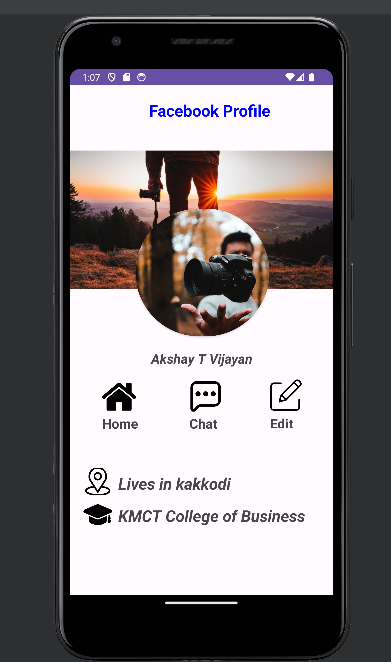 1:07
Facebook Profile
Akshay T Vijayan
Home Chat Edit
Lives in kakkodi
KMCT College of Business